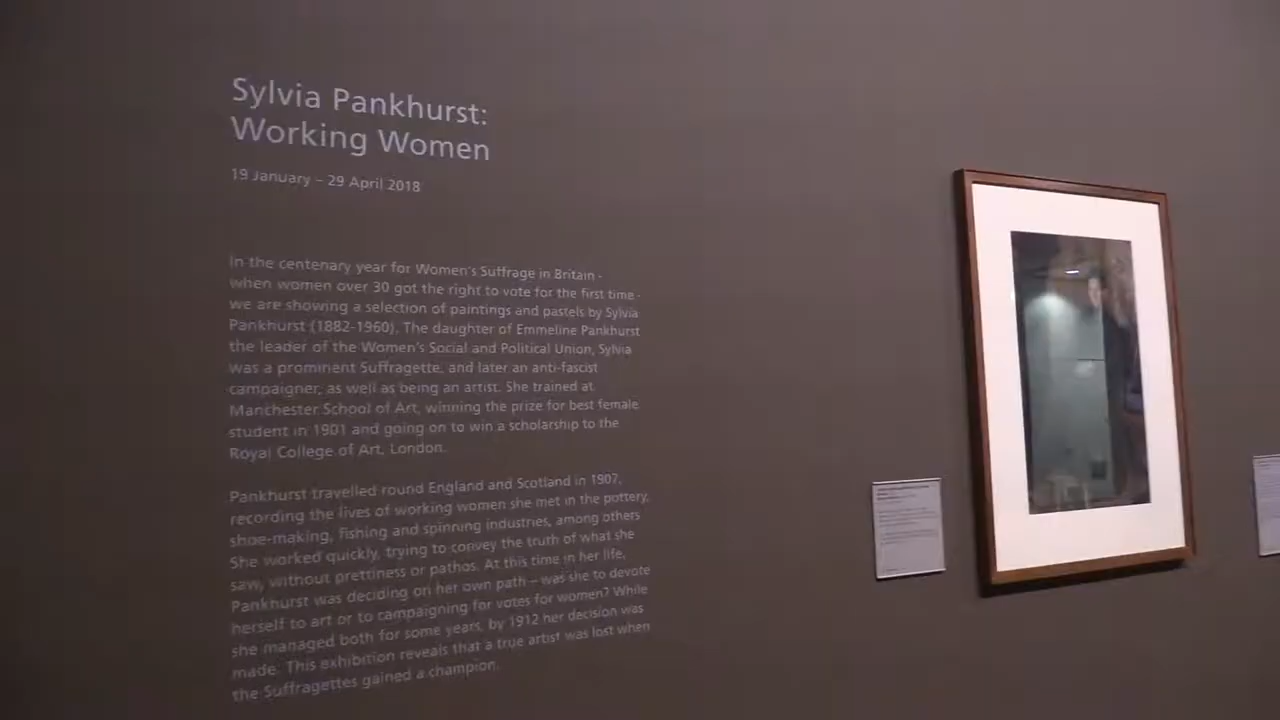 Sylvia Pankhurst:
Working Women
19 January – 29 April 2018
In the centenary year for Women's Suffrage in Britain -
when women over 30 got the right to vote for the first time -
we are showing a selection of paintings and pastels by Sylvia
Pankhurst (1882-1960). The daughter of Emmeline Pankhurst
the leader of the Women's Social and Political Union, Sylvia
was a prominent Suffragette, and later an anti-fascist
campaigner, as well as being an artist. She trained at
Manchester School of Art, winning the prize for best female
student in 1901 and going on to win a scholarship to the
Royal College of Art, London.
Pankhurst travelled round England and Scotland in 1907,
recording the lives of working women she met in the pottery,
shoe-making, fishing and spinning industries, among others
She worked quickly, trying to convey the truth of what she
saw, without prettiness or pathos. At this time in her life,
Pankhurst was deciding on her own path – was she to devote
herself to art or to campaigning for votes for women? While
she managed both for some years, by 1912 her decision was
made. This exhibition reveals that a true artist was lost when
the Suffragettes gained a champion.